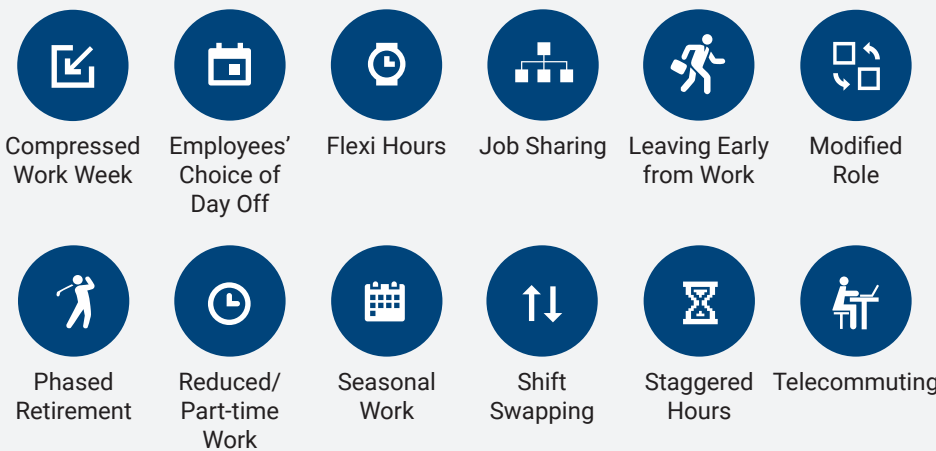 Compressed
Work Week
Employees’
Choice of
Day Off
Flexi Hours
Job Sharing
Leaving Early
from Work
Modified
Role
Phased
Retirement
Reduced/
Part-time
Work
Seasonal
Work
Shift
Swapping
Staggered
Hours
Telecommuting